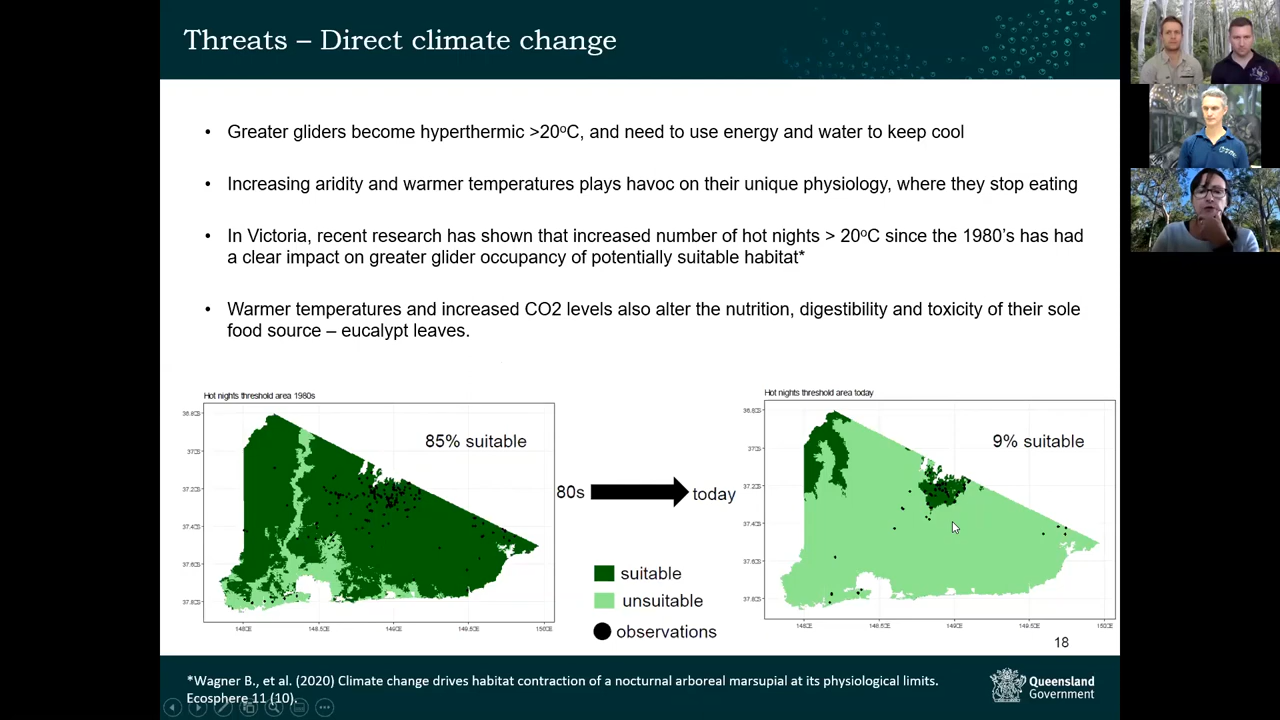 Threats – Direct climate change
• Greater gliders become hyperthermic >20ºC, and need to use energy and water to keep cool
• Increasing aridity and warmer temperatures plays havoc on their unique physiology, where they stop eating
• In Victoria, recent research has shown that increased number of hot nights > 20ºC since the 1980's has had
a clear impact on greater glider occupancy of potentially suitable habitat*
• Warmer temperatures and increased CO2 levels also alter the nutrition, digestibility and toxicity of their sole
food source – eucalypt leaves.
Hot nights threshold area 1980s
85% suitable
80s
today
suitable
unsuitable
observations
Hot nights threshold area today
9% suitable
18
*Wagner B., et al. (2020) Climate change drives habitat contraction of a nocturnal arboreal marsupial at its physiological limits.
Ecosphere 11 (10).
Queensland
Government